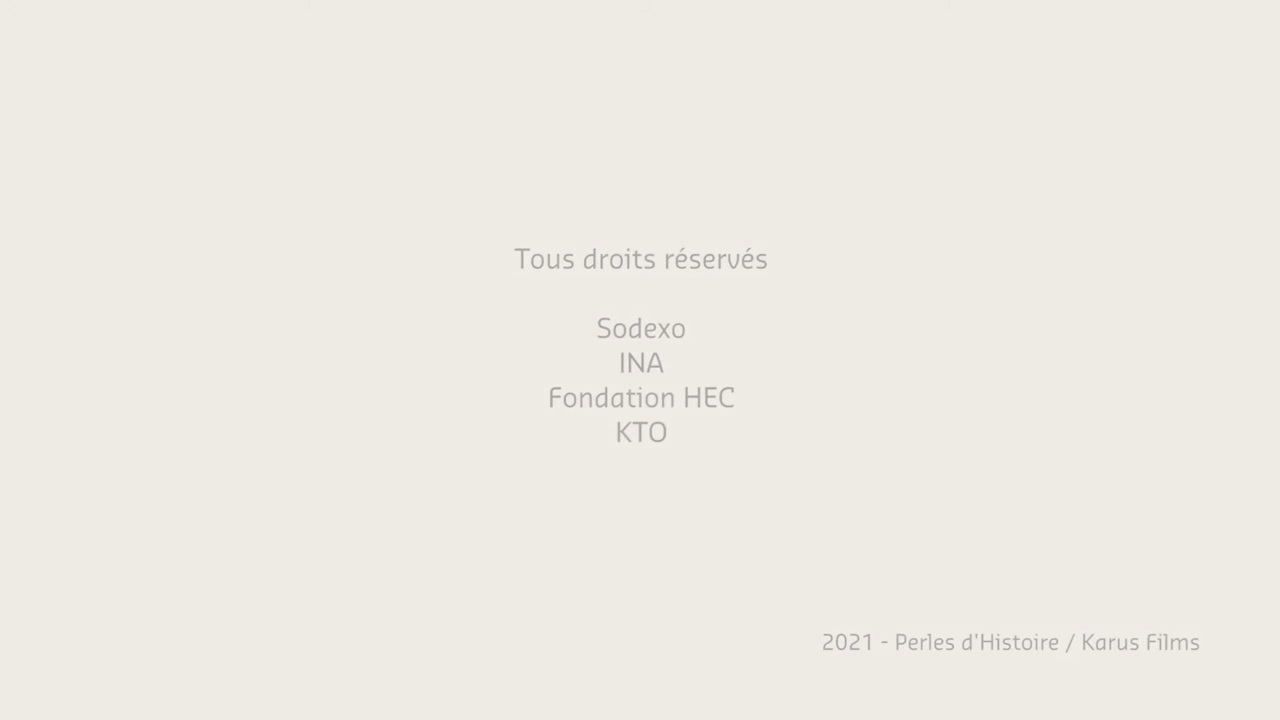 Tous droits réservés
Sodexo
INA
Fondation HEC
KTO
2021 - Perles d'Histoire / Karus Films